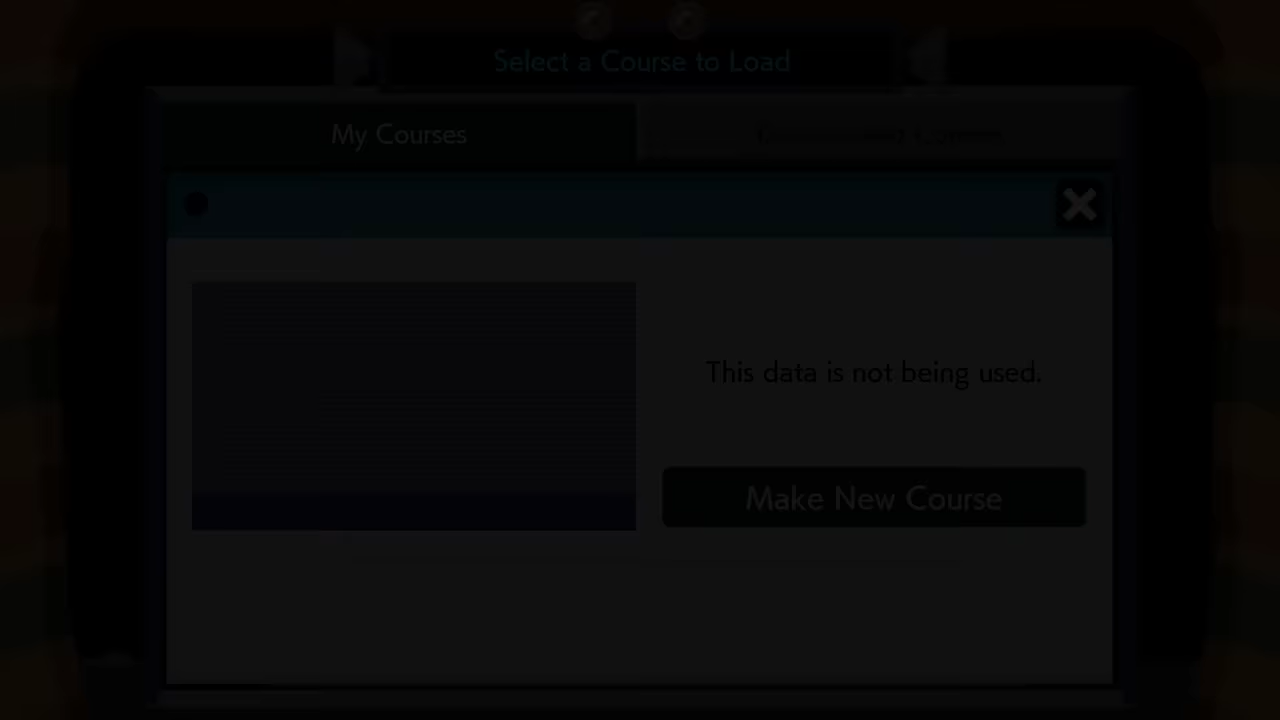 Select a Course to Load
My Courses
This data is not being used.
Make New Course